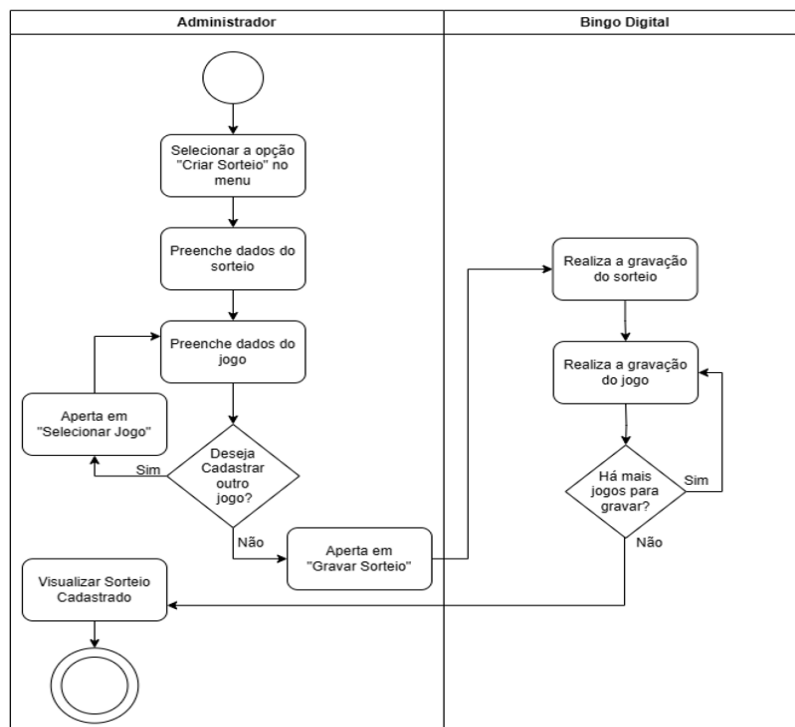 Administrador
Bingo Digital
Selecionar a opção
"Criar Sorteio" no
menu
Preenche dados do
sorteio
Realiza a gravação
do sorteio
Preenche dados do
jogo
Realiza a gravação
do jogo
Aperta em
"Selecionar Jogo"
Deseja
Cadastrar
outro
jogo?
Sim
Há mais
jogos para
gravar?
Sim
Não
Não
Aperta em
"Gravar Sorteio"
Visualizar Sorteio
Cadastrado